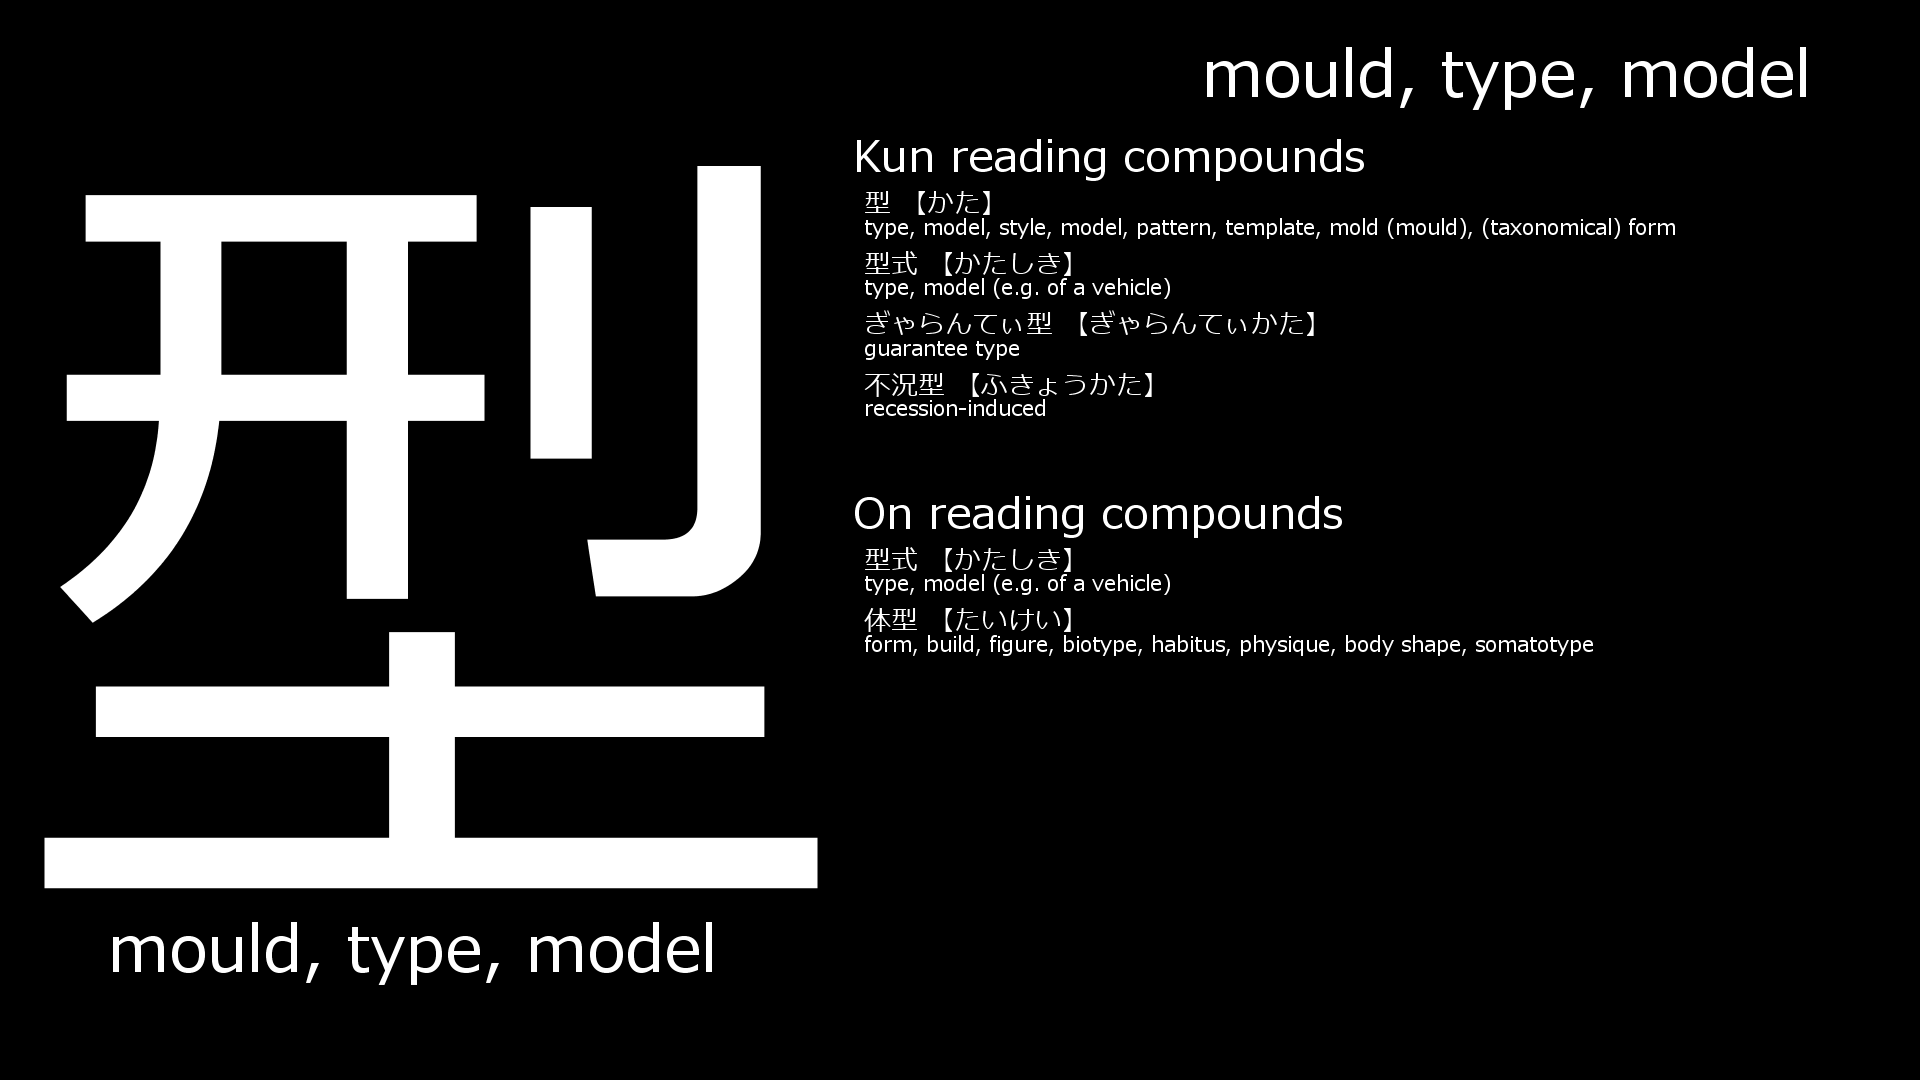 型
mould, type, model
mould, type, model
Kun reading compounds
型 【かた】
type, model, style, model, pattern, template, mold (mould), (taxonomical) form
型式 【かたしき】
type, model (e.g. of a vehicle)
ぎゃらんてぃ型 【ぎゃらんてぃかた】
guarantee type
不況型 【ふきょうかた】
recession-induced
On reading compounds
型式 【かたしき】
type, model (e.g. of a vehicle)
体型 【たいけい】
form, build, figure, biotype, habitus, physique, body shape, somatotype